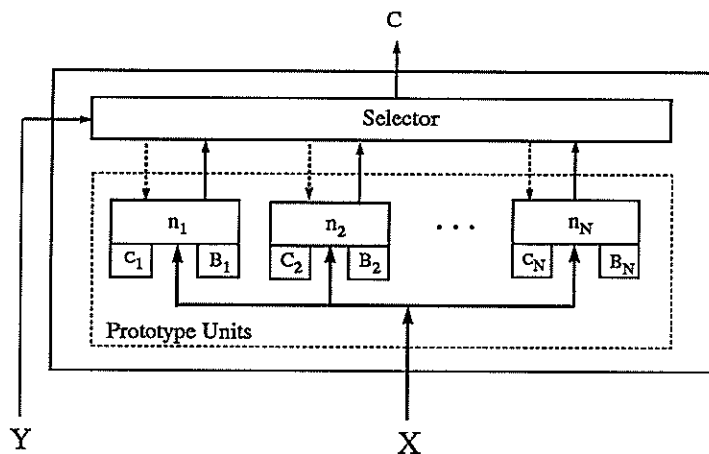 C
Selector
n1 n2 ... nN
C1 B1 C2 B2 CN BN
Prototype Units
Y X